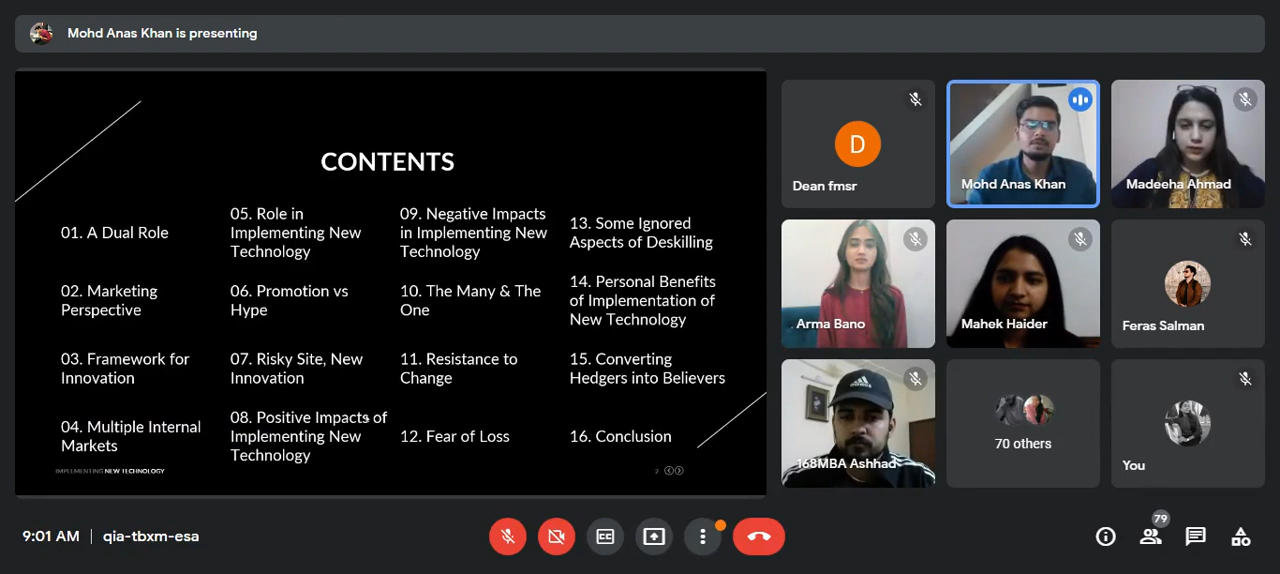 Mohd Anas Khan is presenting
CONTENTS
01. A Dual Role
02. Marketing
Perspective
03. Framework for
Innovation
04. Multiple Internal
Markets
05. Role in
Implementing New
Technology
06. Promotion vs
Hype
07. Risky Site, New
Innovation
08. Positive Impacts of
Implementing New
Technology
09. Negative Impacts
in Implementing New
Technology
10. The Many & The
One
11. Resistance to
Change
12. Fear of Loss
13. Some Ignored
Aspects of Deskilling
14. Personal Benefits
of Implementation of
New Technology
15. Converting
Hedgers into Believers
16. Conclusion
IMPLEMENTING NEW TECHNOLOGY
2
D
Dean fmsr
Mohd Anas Khan
Madeeha Ahmad
Arma Bano
Mahek Haider
Feras Salman
168MBA Ashhad
70 others
You
9:01 AM | qia-tbxm-esa
CC
79